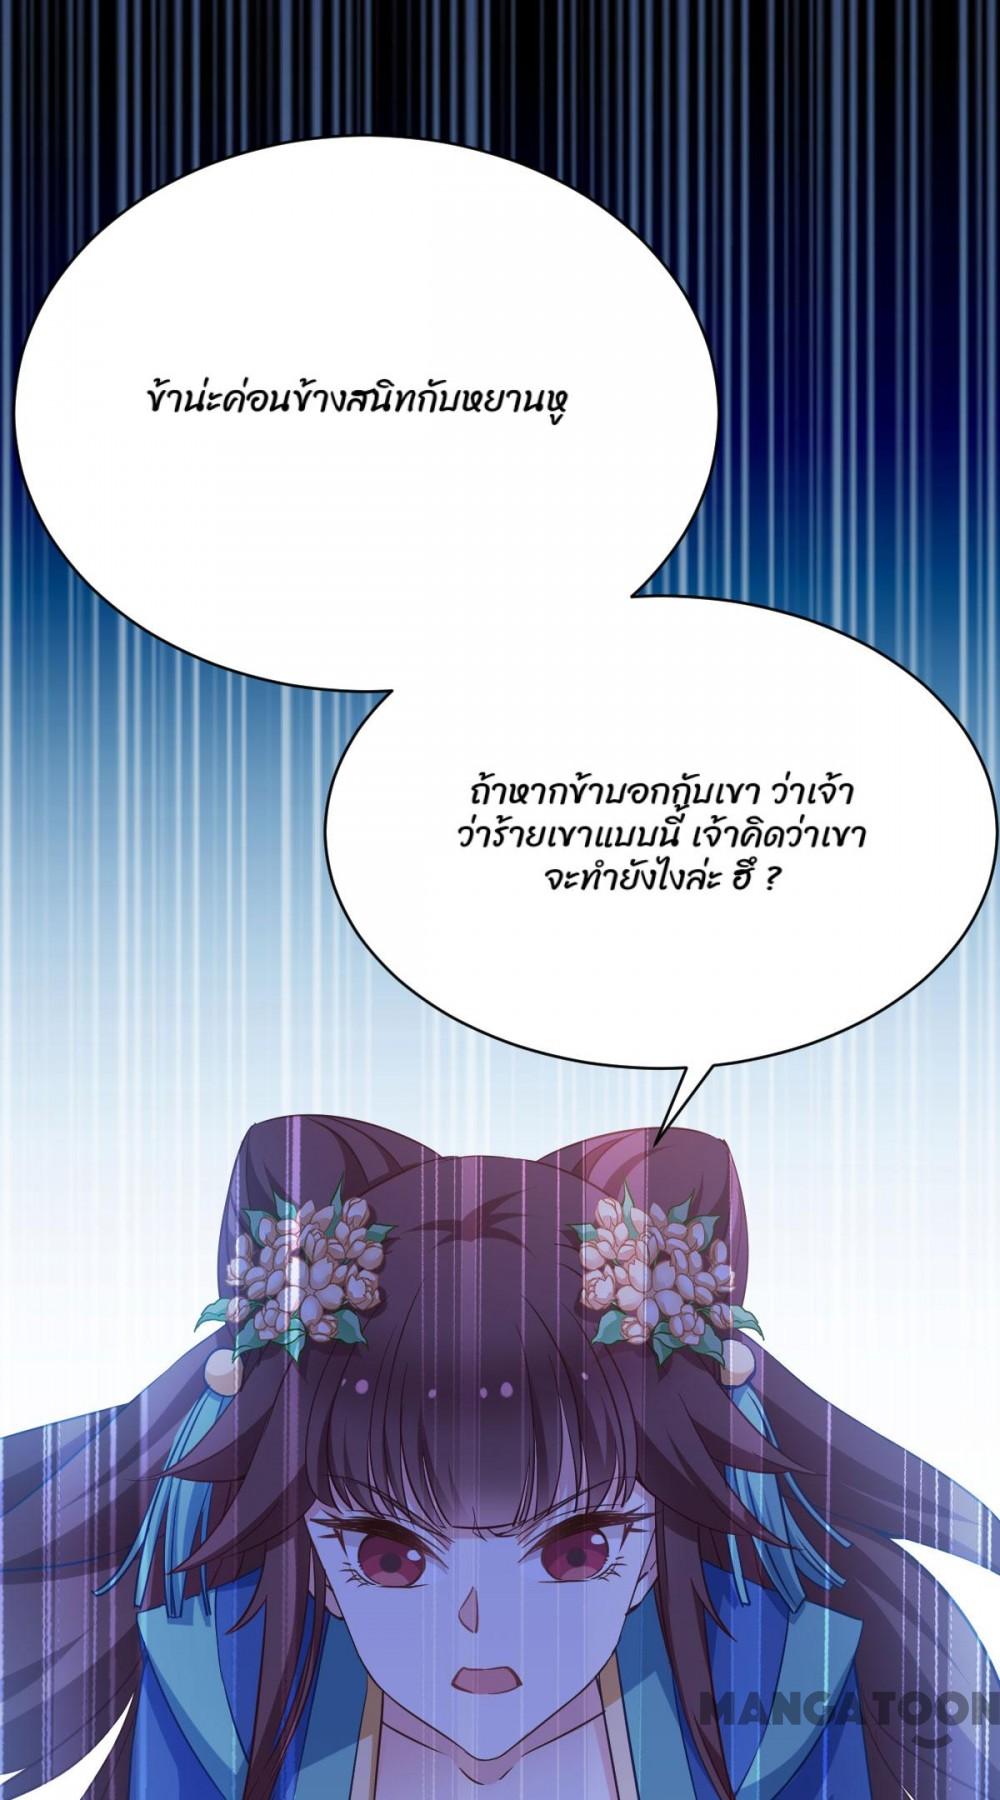 ข้าน่ะค่อนข้างสนิทกับหยานหู
ถ้าหากข้าบอกกับเขา ว่าเจ้า
ว่าร้ายเขาแบบนี้ เจ้าคิดว่าเขา
จะทำยังไงล่ะ ฮึ ?
MANGATOON